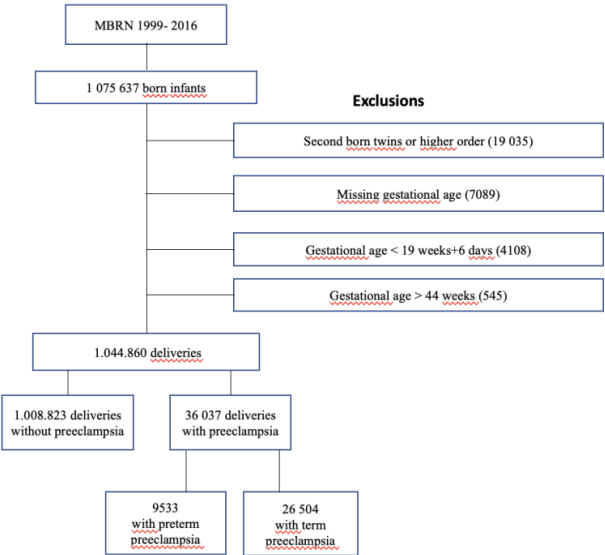 MBRN 1999- 2016
1 075 637 born infants
Exclusions
Second born twins or higher order (19 035)
Missing gestational age (7089)
Gestational age < 19 weeks+6 days (4108)
Gestational age > 44 weeks (545)
1.044.860 deliveries
1.008.823 deliveries
without preeclampsia
36 037 deliveries
with preeclampsia
9533
with preterm
preeclampsia
26 504
with term
preeclampsia